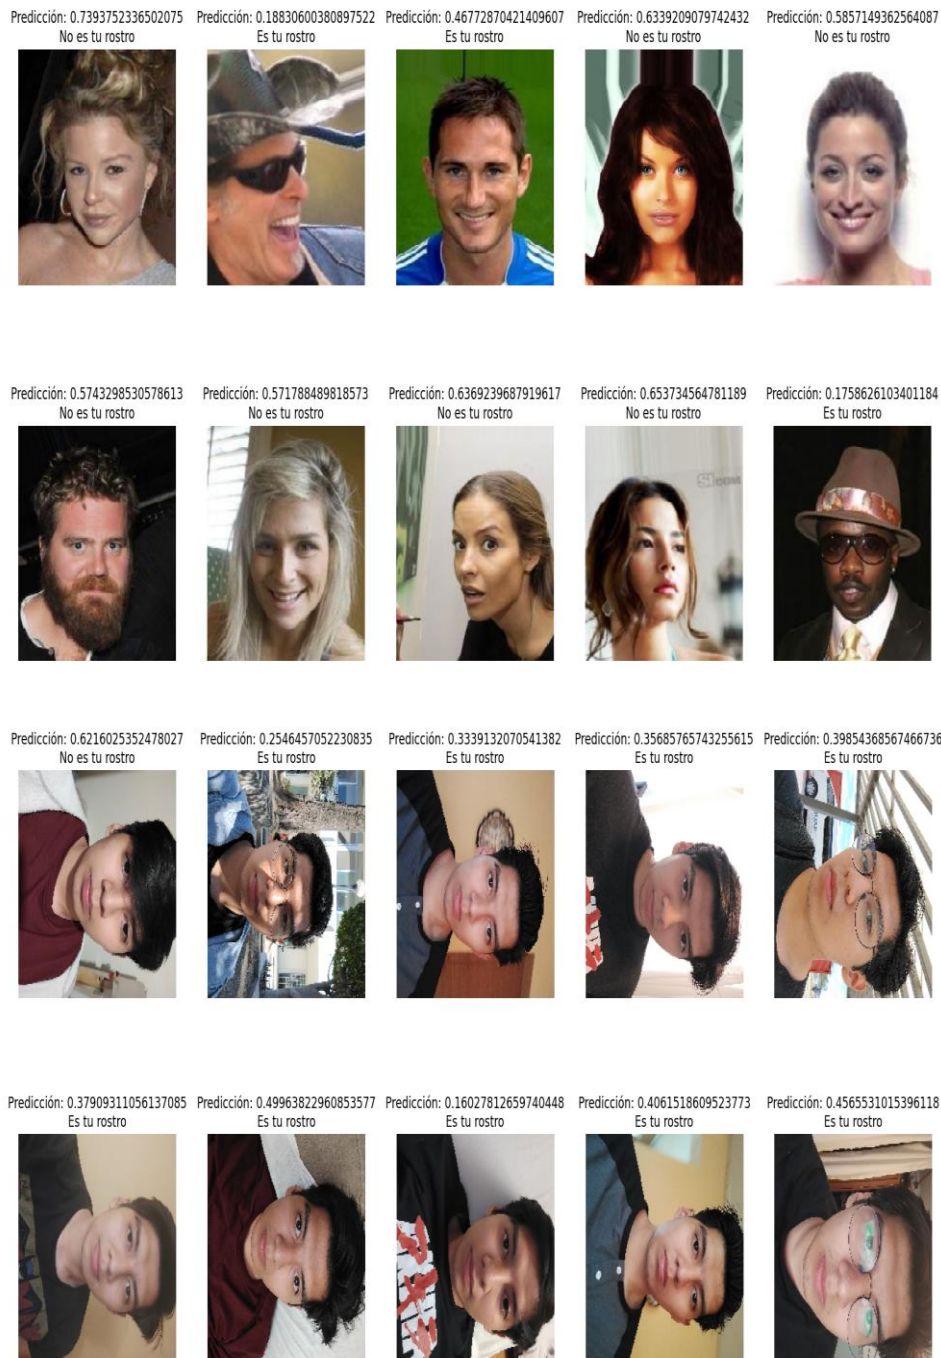 Predicción: 0.7393752336502075
No es tu rostro
Predicción: 0.18830600380897522
Es tu rostro
Predicción: 0.46772870421409607
Es tu rostro
Predicción: 0.6339209079742432
No es tu rostro
Predicción: 0.5857149362564087
No es tu rostro
Predicción: 0.5743298530578613
No es tu rostro
Predicción: 0.571788489818573
No es tu rostro
Predicción: 0.6369239687919617
No es tu rostro
Predicción: 0.653734564781189
No es tu rostro
Predicción: 0.1758626103401184
Es tu rostro
Predicción: 0.6216025352478027
No es tu rostro
Predicción: 0.2546457052230835
Es tu rostro
Predicción: 0.3339132070541382
Es tu rostro
Predicción: 0.35685765743255615
Es tu rostro
Predicción: 0.39854368567466736
Es tu rostro
Predicción: 0.37909311056137085
Es tu rostro
Predicción: 0.49963822960853577
Es tu rostro
Predicción: 0.16027812659740448
Es tu rostro
Predicción: 0.4061518609523773
Es tu rostro
Predicción: 0.4565531015396118
Es tu rostro